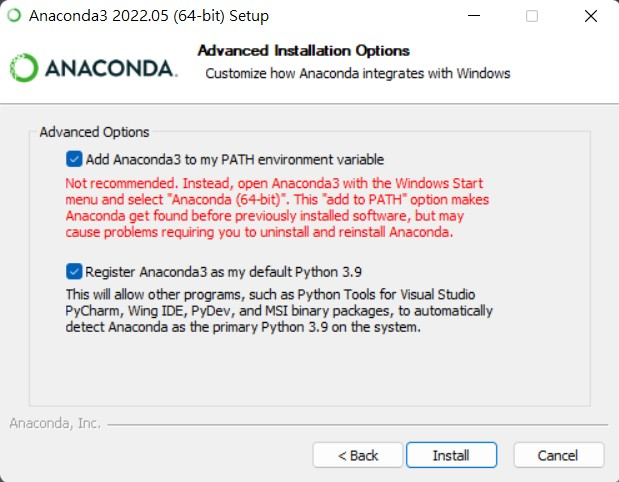 Anaconda3 2022.05 (64-bit) Setup
ANACONDA.
Advanced Installation Options
Customize how Anaconda integrates with Windows
Advanced Options
Add Anaconda3 to my PATH environment variable
Not recommended. Instead, open Anaconda3 with the Windows Start
menu and select "Anaconda (64-bit)". This "add to PATH" option makes
Anaconda get found before previously installed software, but may
cause problems requiring you to uninstall and reinstall Anaconda.
Register Anaconda3 as my default Python 3.9
This will allow other programs, such as Python Tools for Visual Studio
PyCharm, Wing IDE, PyDev, and MSI binary packages, to automatically
detect Anaconda as the primary Python 3.9 on the system.
Anaconda, Inc.
< Back
Install
Cancel